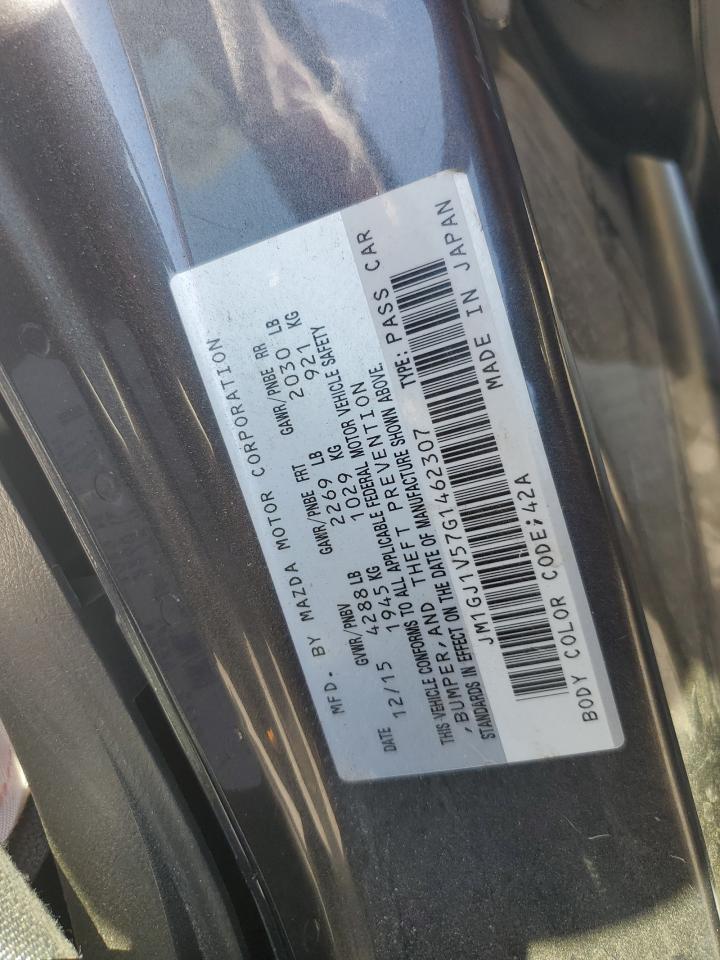 MFD. BY MAZDA MOTOR CORPORATION
GVWR/PNBV GAWR/PNBE FRT GAWR/PNBE RR
DATE 4288 LB 2269 LB 2030 LB
12/15 1945 KG 1029 KG 921 KG
THIS VEHICLE CONFORMS TO ALL APPLICABLE FEDERAL MOTOR VEHICLE SAFETY
,BUMPER, AND THEFT PREVENTION
STANDARDS IN EFFECT ON THE DATE OF MANUFACTURE SHOWN ABOVE.
JM1GJ1V57G1462307 TYPE: PASS CAR
BODY COLOR CODE;42A MADE IN JAPAN